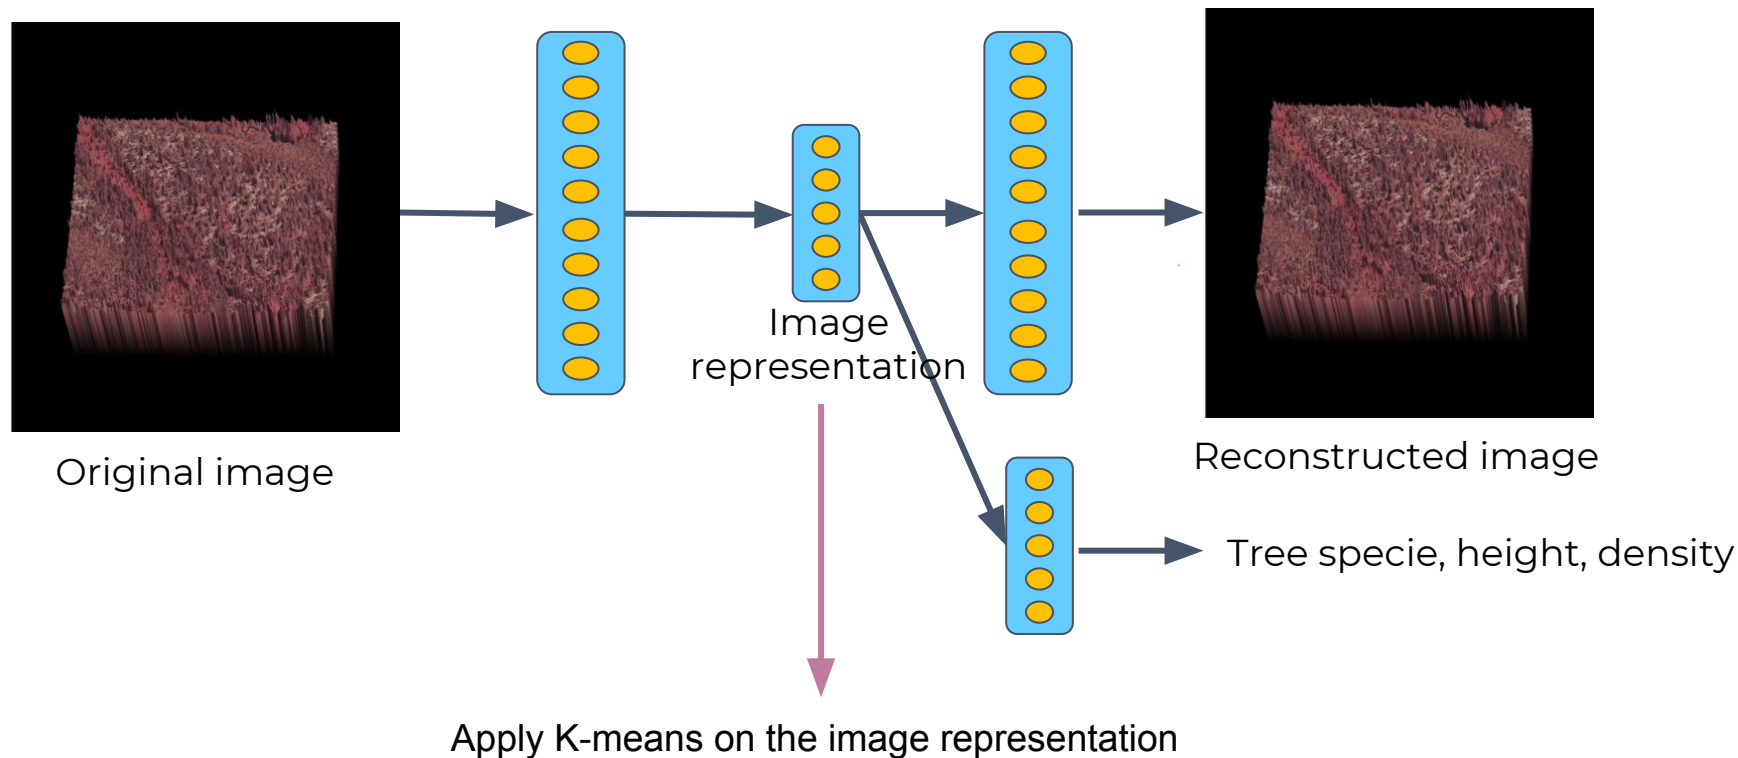 Original image
Image
representation
Reconstructed image
Tree specie, height, density
Apply K-means on the image representation